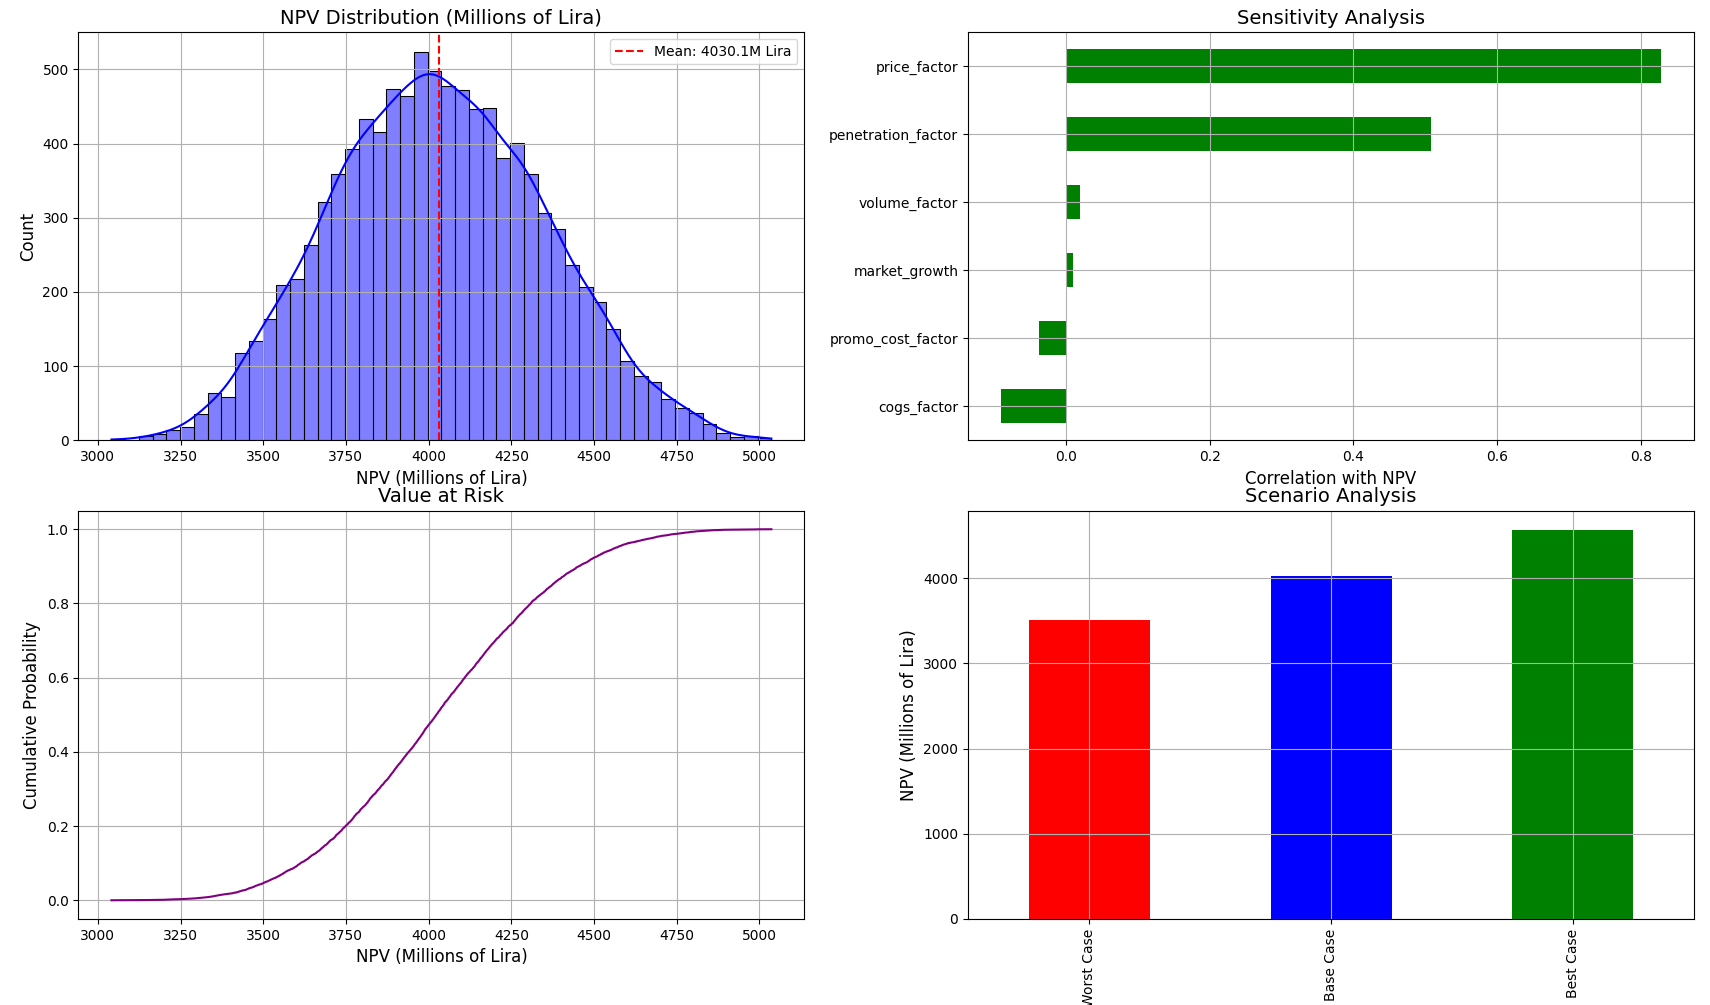 NPV Distribution (Millions of Lira)
Mean: 4030.1M Lira
Count
500
400
300
200
100
0
3000 3250 3500 3750 4000 4250 4500 4750 5000
NPV (Millions of Lira)
Sensitivity Analysis
price_factor
penetration_factor
volume_factor
market_growth
promo_cost_factor
cogs_factor
0.0 0.2 0.4 0.6 0.8
Correlation with NPV
Value at Risk
Cumulative Probability
1.0
0.8
0.6
0.4
0.2
0.0
3000 3250 3500 3750 4000 4250 4500 4750 5000
NPV (Millions of Lira)
Scenario Analysis
NPV (Millions of Lira)
4000
3000
2000
1000
0
Worst Case
Base Case
Best Case